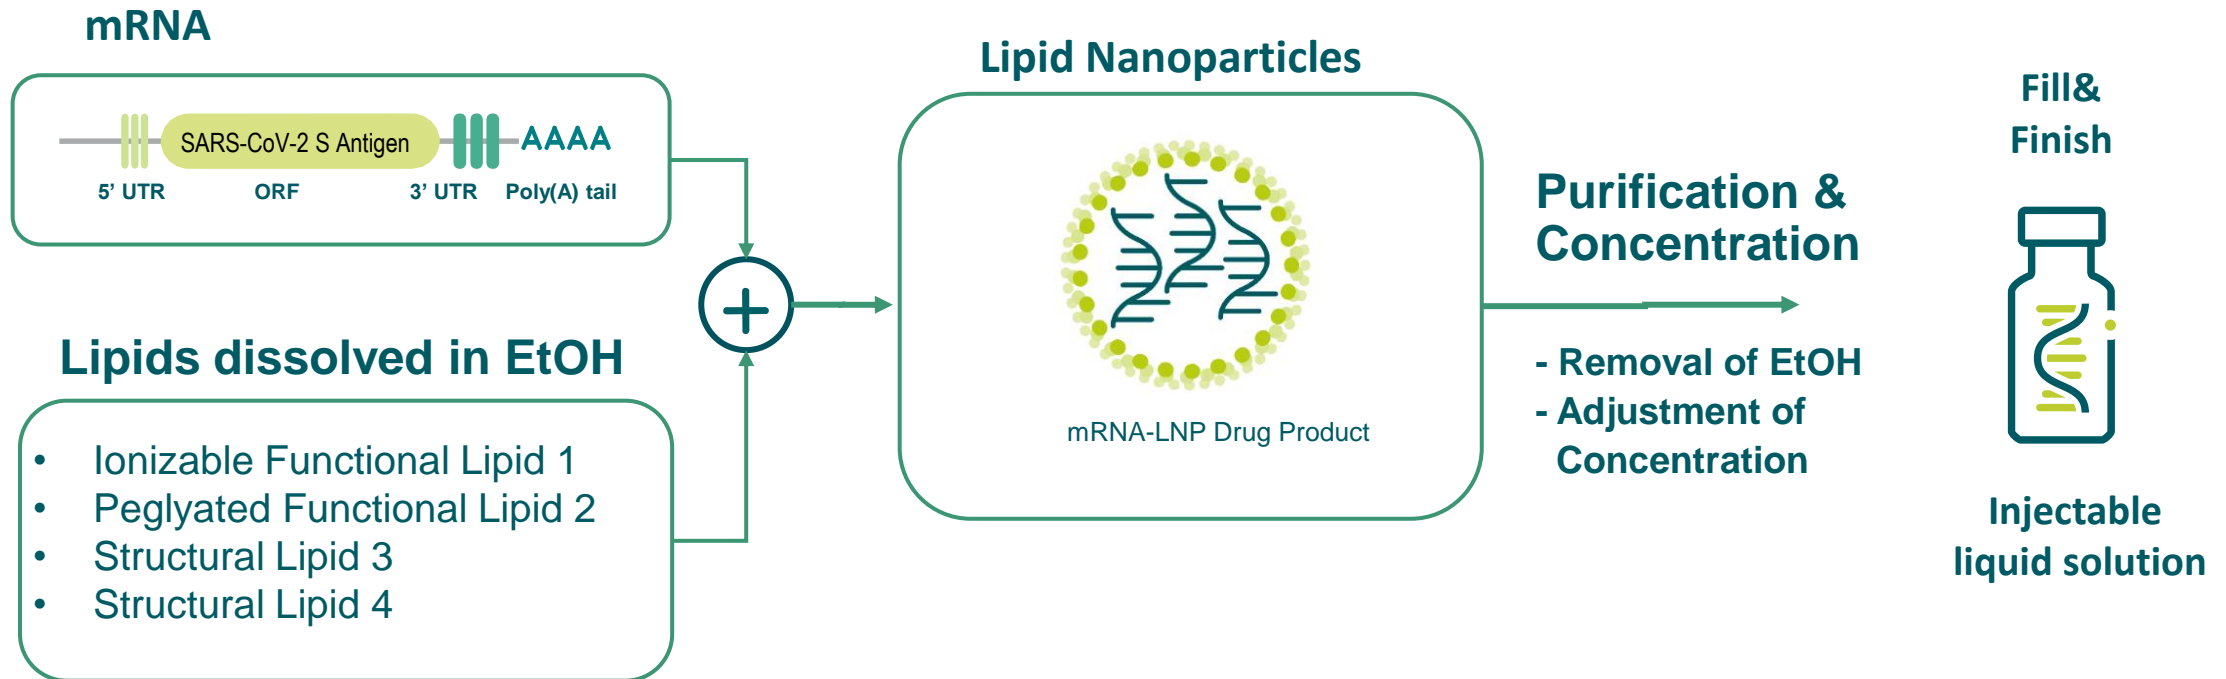 mRNA
SARS-CoV-2 S Antigen
AAAA
5’ UTR ORF 3’ UTR Poly(A) tail
Lipids dissolved in EtOH
• Ionizable Functional Lipid 1
• Peglyated Functional Lipid 2
• Structural Lipid 3
• Structural Lipid 4
+
Lipid Nanoparticles
mRNA-LNP Drug Product
Purification &
Concentration
- Removal of EtOH
- Adjustment of
Concentration
Fill&
Finish
Injectable
liquid solution